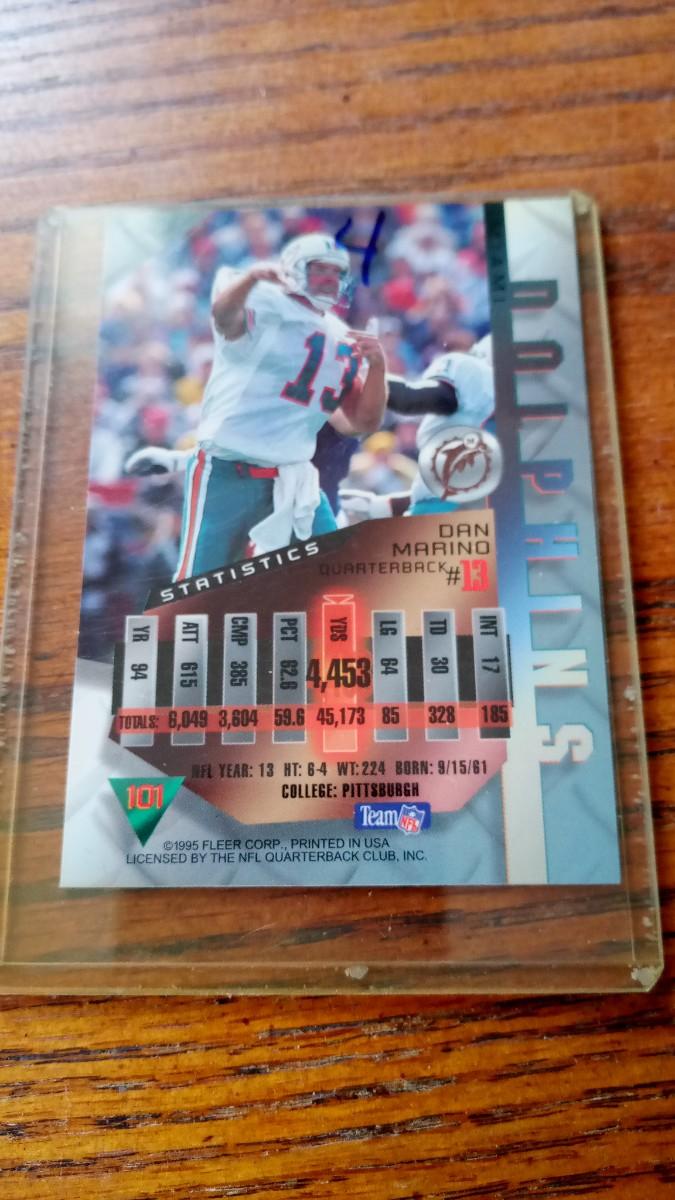 4
13
MIAMI
DOLPHINS
DAN
MARINO
QUARTERBACK #13
STATISTICS
YR ATT CMP PCT YDS LG TD INT
94 615 385 62.6 4,453 64 30 17
TOTALS: 6,049 3,604 59.6 45,173 85 328 185
NFL YEAR: 13 HT: 6-4 WT: 224 BORN: 9/15/61
COLLEGE: PITTSBURGH
101
Team NFL
©1995 FLEER CORP., PRINTED IN USA
LICENSED BY THE NFL QUARTERBACK CLUB, INC.